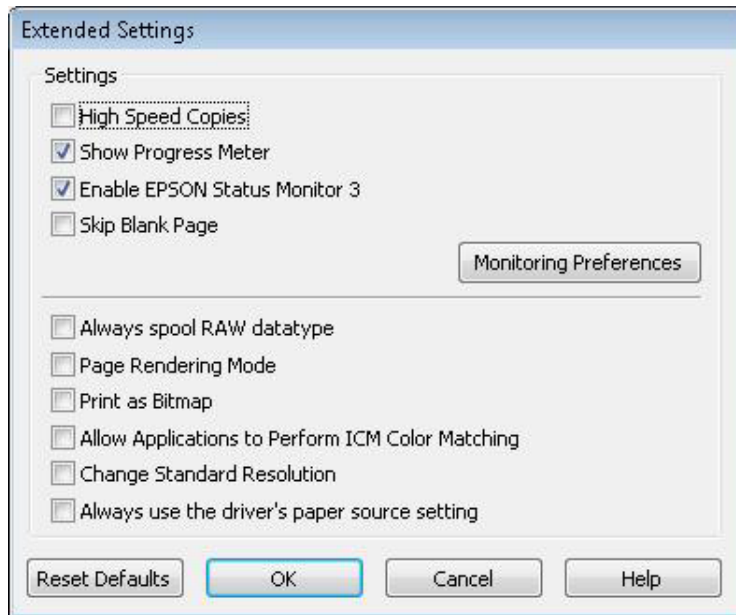 Extended Settings
Settings
High Speed Copies
Show Progress Meter
Enable EPSON Status Monitor 3
Skip Blank Page
Monitoring Preferences
Always spool RAW datatype
Page Rendering Mode
Print as Bitmap
Allow Applications to Perform ICM Color Matching
Change Standard Resolution
Always use the driver's paper source setting
Reset Defaults OK Cancel Help